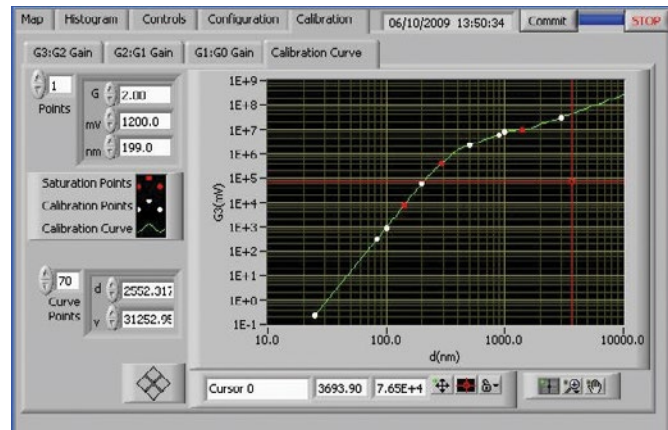 Map Histogram Controls Configuration Calibration 06/10/2009 13:50:34 Commit STOP
G3:G2 Gain G2:G1 Gain G1:G0 Gain Calibration Curve
1
Points
G 2.00
mV 1200.0
nm 199.0
Saturation Points
Calibration Points
Calibration Curve
70
Curve
Points
d 2552.317
v 31252.95
G3(mV)
1E+9
1E+8
1E+7
1E+6
1E+5
1E+4
1E+3
1E+2
1E+1
1E+0
1E-1
10.0 100.0 1000.0 10000.0
d(nm)
Cursor 0 3693.90 7.65E+4